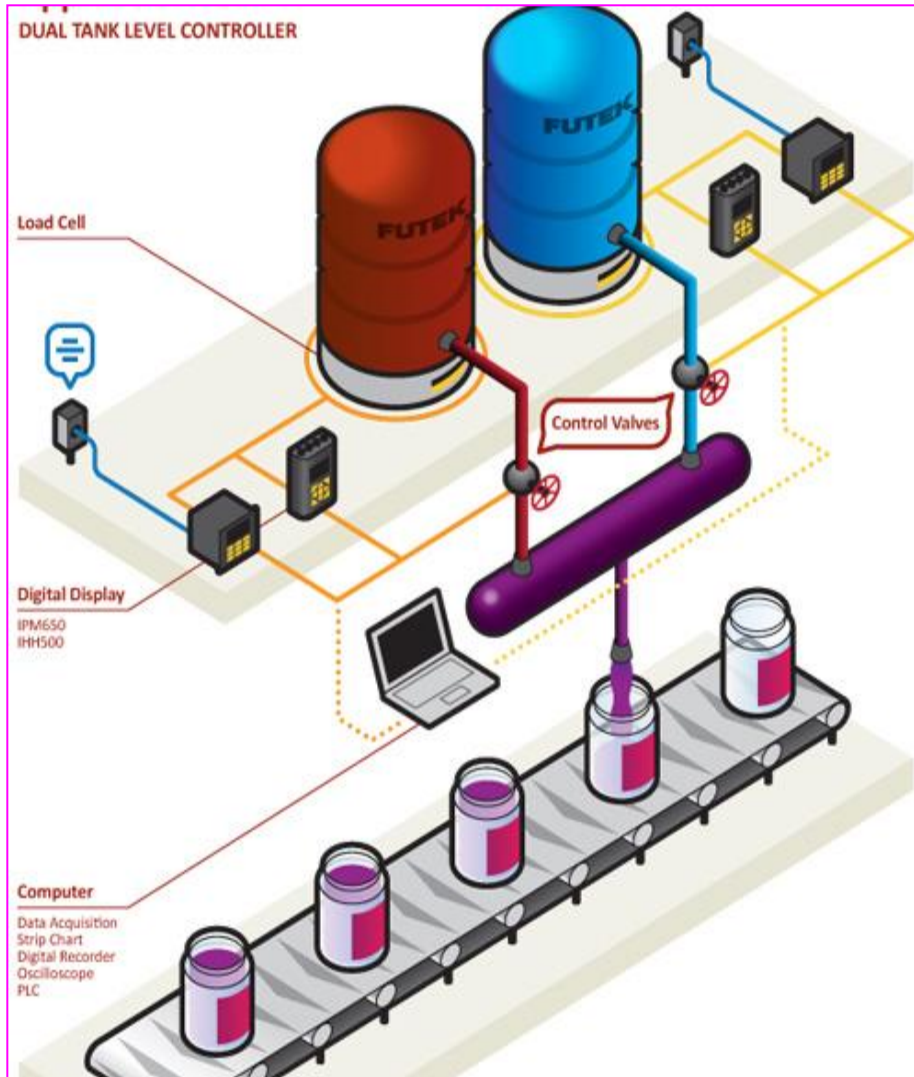 DUAL TANK LEVEL CONTROLLER
FUTEK
FUTEK
Load Cell
Control Valves
Digital Display
IPM650
IHH500
Computer
Data Acquisition
Strip Chart
Digital Recorder
Oscilloscope
PLC